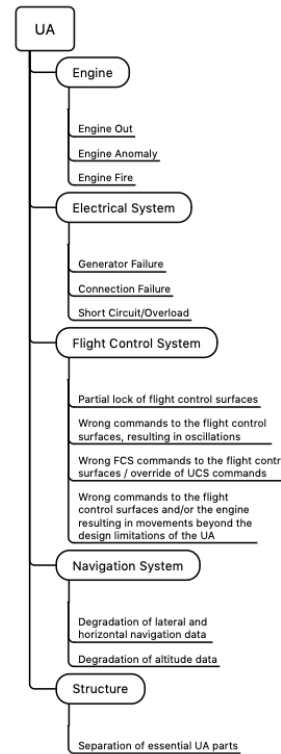 UA
Engine
Engine Out
Engine Anomaly
Engine Fire
Electrical System
Generator Failure
Connection Failure
Short Circuit/Overload
Flight Control System
Partial lock of flight control surfaces
Wrong commands to the flight control
surfaces, resulting in oscillations
Wrong FCS commands to the flight contr
surfaces / override of UCS commands
Wrong commands to the flight
control surfaces and/or the engine
resulting in movements beyond the
design limitations of the UA
Navigation System
Degradation of lateral and
horizontal navigation data
Degradation of altitude data
Structure
Separation of essential UA parts